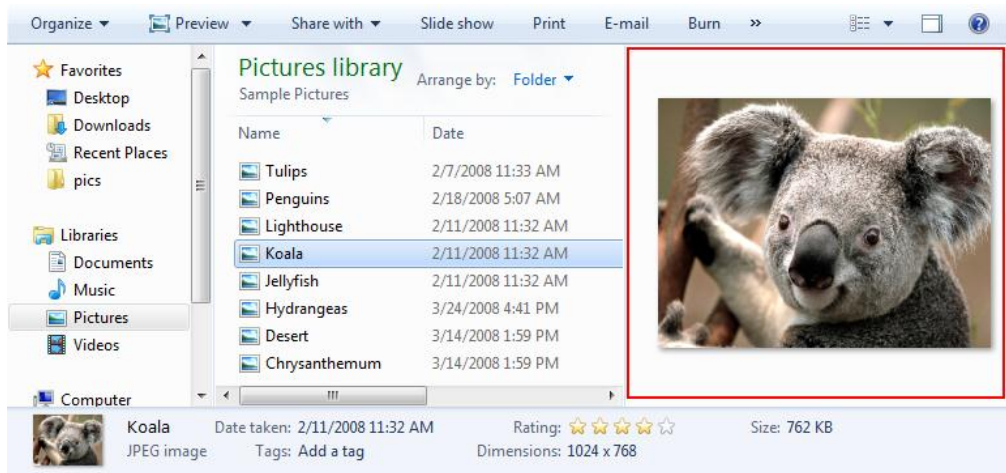 Organize Preview Share with Slide show Print E-mail Burn »
Favorites
Desktop
Downloads
Recent Places
pics
Libraries
Documents
Music
Pictures
Videos
Computer
Pictures library
Sample Pictures
Arrange by: Folder
Name Date
Tulips 2/7/2008 11:33 AM
Penguins 2/18/2008 5:07 AM
Lighthouse 2/11/2008 11:32 AM
Koala 2/11/2008 11:32 AM
Jellyfish 2/11/2008 11:32 AM
Hydrangeas 3/24/2008 4:41 PM
Desert 3/14/2008 1:59 PM
Chrysanthemum 3/14/2008 1:59 PM
Koala Date taken: 2/11/2008 11:32 AM Rating: Size: 762 KB
JPEG image Tags: Add a tag Dimensions: 1024 x 768